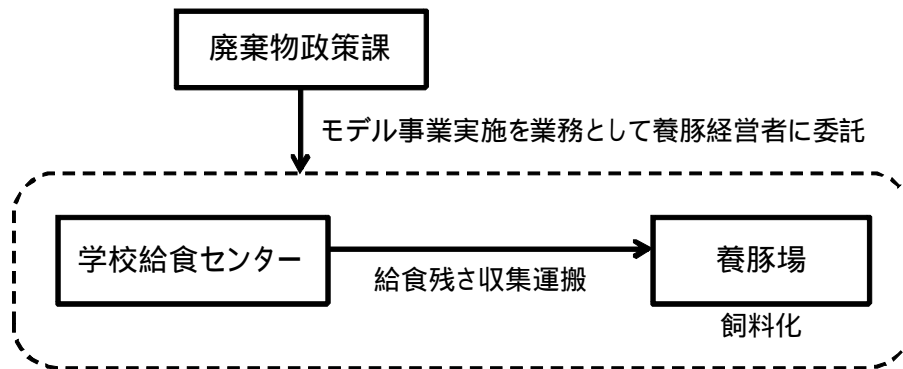 廃棄物政策課
モデル事業実施を業務として養豚経営者に委託
学校給食センター
給食残さ収集運搬
養豚場
飼料化